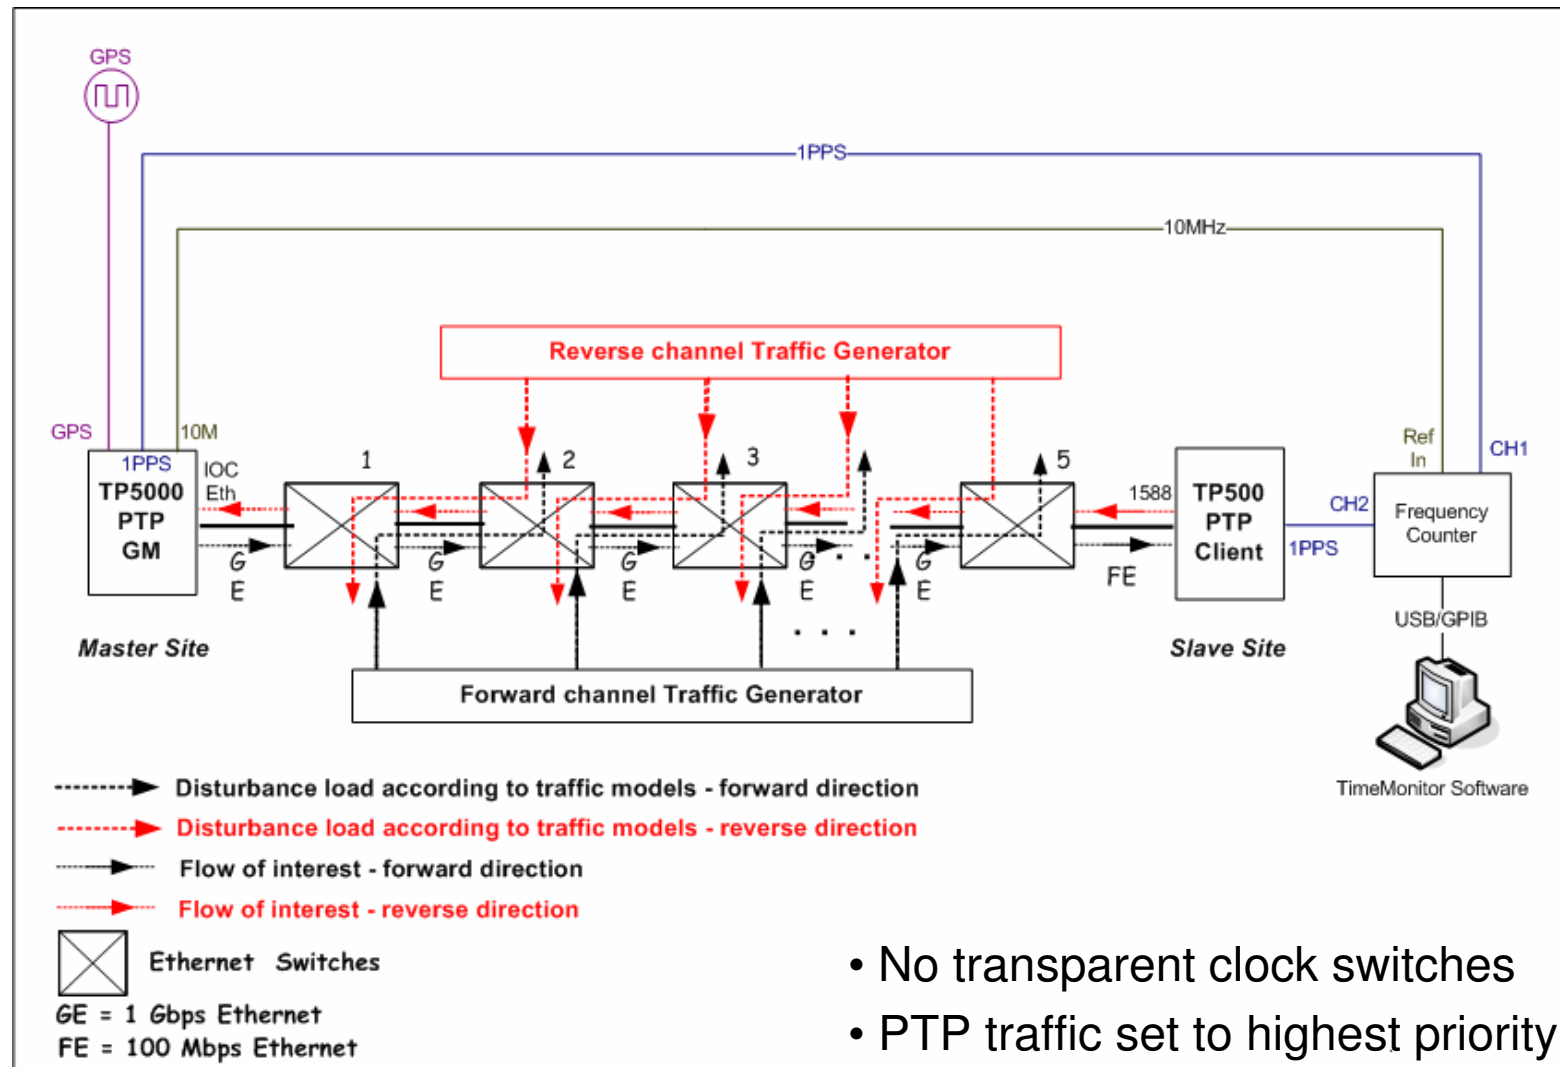 GPS
1PPS
10MHz
Reverse channel Traffic Generator
GPS
10M
Ref
In
CH1
1PPS
IOC
Eth
TP5000
PTP
GM
1
2
3
5
1588
TP500
PTP
Client
CH2
1PPS
Frequency
Counter
G
E
G
E
G
E
G
E
G
E
FE
. .
. . .
USB/GPIB
Master Site
Slave Site
Forward channel Traffic Generator
TimeMonitor Software
Disturbance load according to traffic models - forward direction
Disturbance load according to traffic models - reverse direction
Flow of interest - forward direction
Flow of interest - reverse direction
Ethernet Switches
GE = 1 Gbps Ethernet
FE = 100 Mbps Ethernet
• No transparent clock switches
• PTP traffic set to highest priority